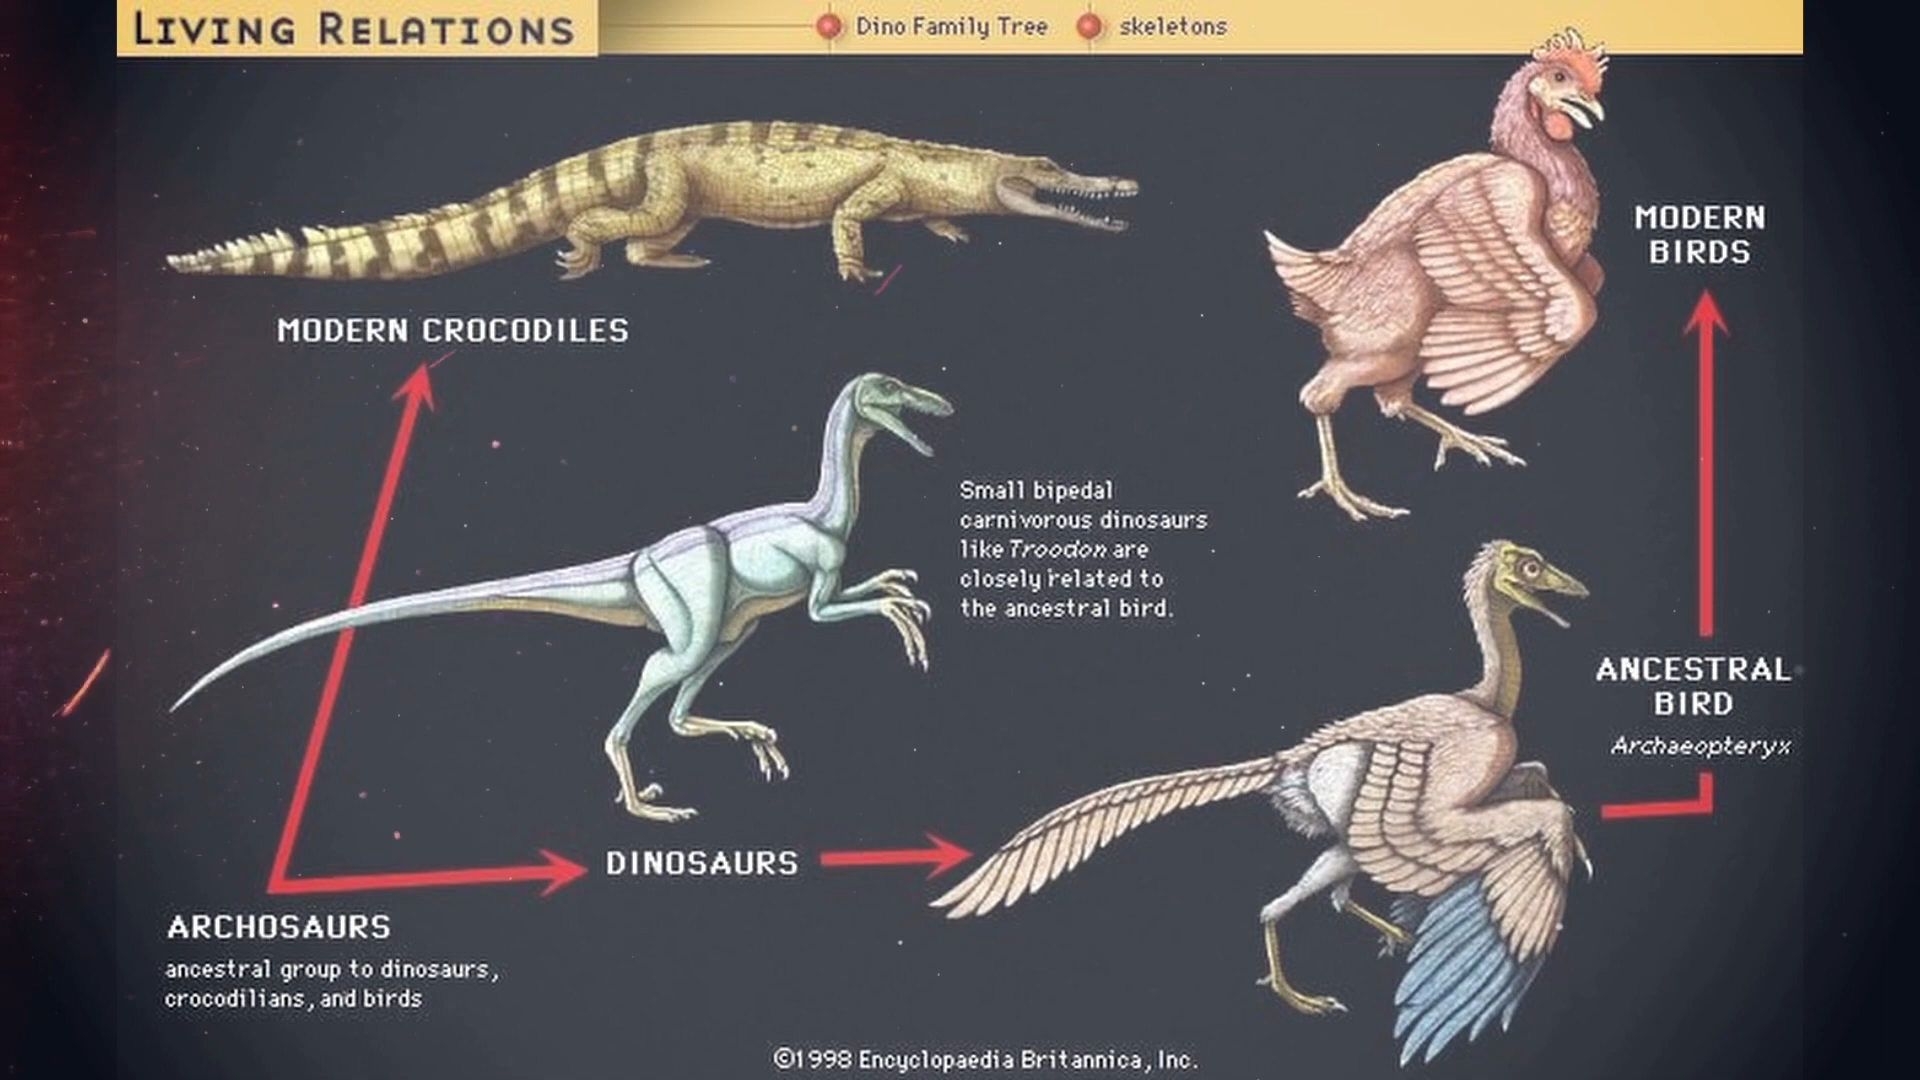 LIVING RELATIONS
Dino Family Tree
skeletons
MODERN CROCODILES
MODERN
BIRDS
Small bipedal
carnivorous dinosaurs
like Troodon are
closely related to
the ancestral bird.
ANCESTRAL
BIRD
Archaeopteryx
DINOSAURS
ARCHOSAURS
ancestral group to dinosaurs,
crocodilians, and birds
©1998 Encyclopaedia Britannica, Inc.